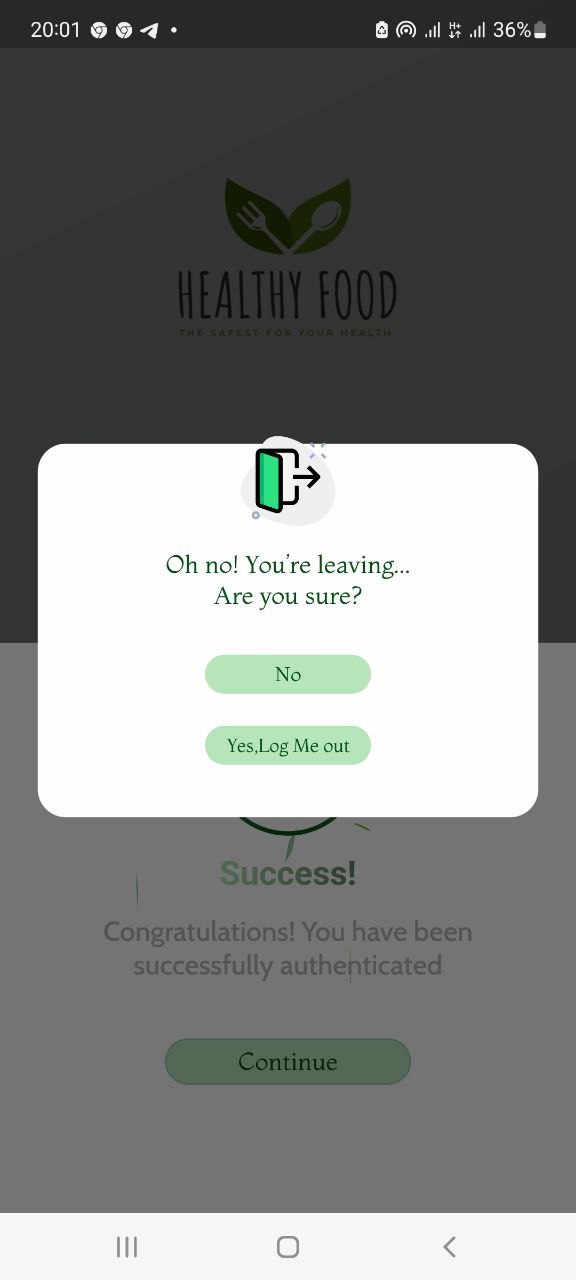 20:01
H+
36%
HEALTHY FOOD
THE SAFEST FOR YOUR HEALTH
Oh no! You're leaving...
Are you sure?
No
Yes,Log Me out
Success!
Congratulations! You have been
successfully authenticated
Continue